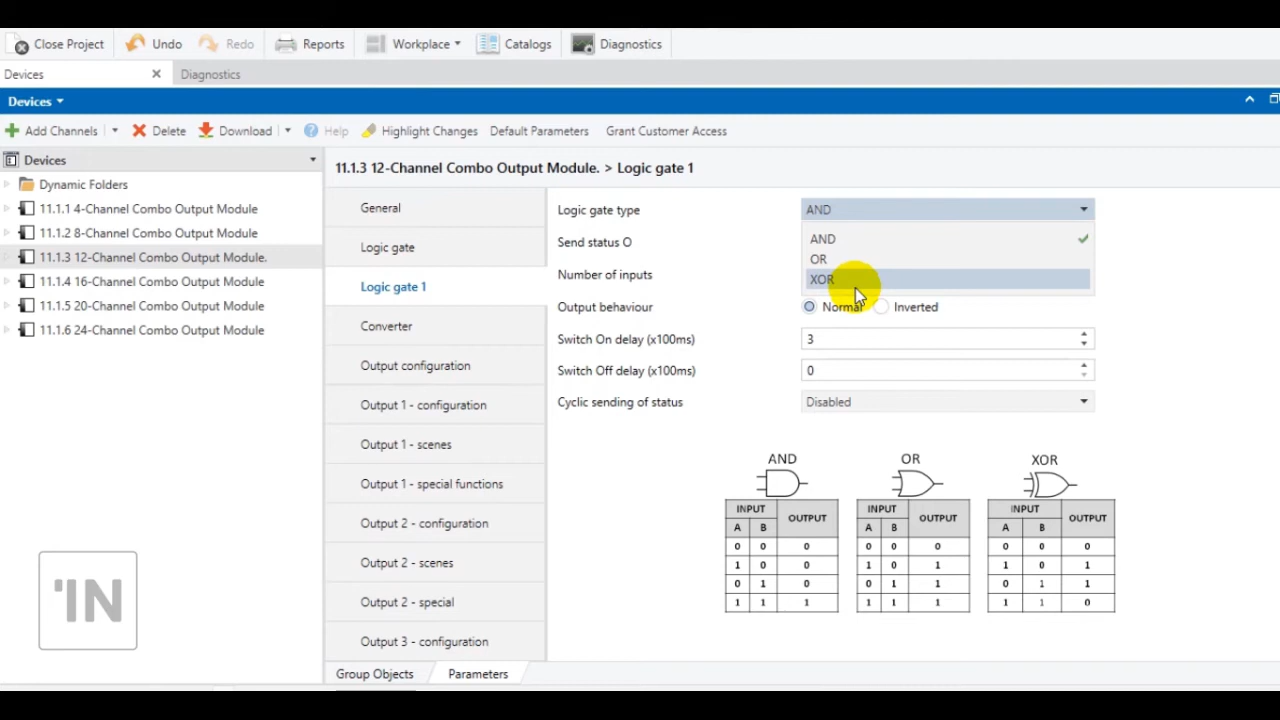 Close Project Undo Redo Reports Workplace Catalogs Diagnostics
Devices Diagnostics
Devices
Add Channels Delete Download Help Highlight Changes Default Parameters Grant Customer Access
Devices
Dynamic Folders
11.1.1 4-Channel Combo Output Module
11.1.2 8-Channel Combo Output Module
11.1.3 12-Channel Combo Output Module.
11.1.4 16-Channel Combo Output Module
11.1.5 20-Channel Combo Output Module
11.1.6 24-Channel Combo Output Module
'IN
11.1.3 12-Channel Combo Output Module. > Logic gate 1
General
Logic gate
Logic gate 1
Converter
Output configuration
Output 1 - configuration
Output 1 - scenes
Output 1 - special functions
Output 2 - configuration
Output 2 - scenes
Output 2 - special
Output 3 - configuration
Logic gate type AND
Send status O
AND
OR
XOR
Number of inputs
Output behaviour Normal Inverted
Switch On delay (x100ms) 3
Switch Off delay (x100ms) 0
Cyclic sending of status Disabled
AND OR XOR
INPUT OUTPUT INPUT OUTPUT INPUT OUTPUT
A B A B A B
0 0 0 0 0 0 0 0 0
1 0 0 1 0 1 1 0 1
0 1 0 0 1 1 0 1 1
1 1 1 1 1 1 1 1 0
Group Objects Parameters